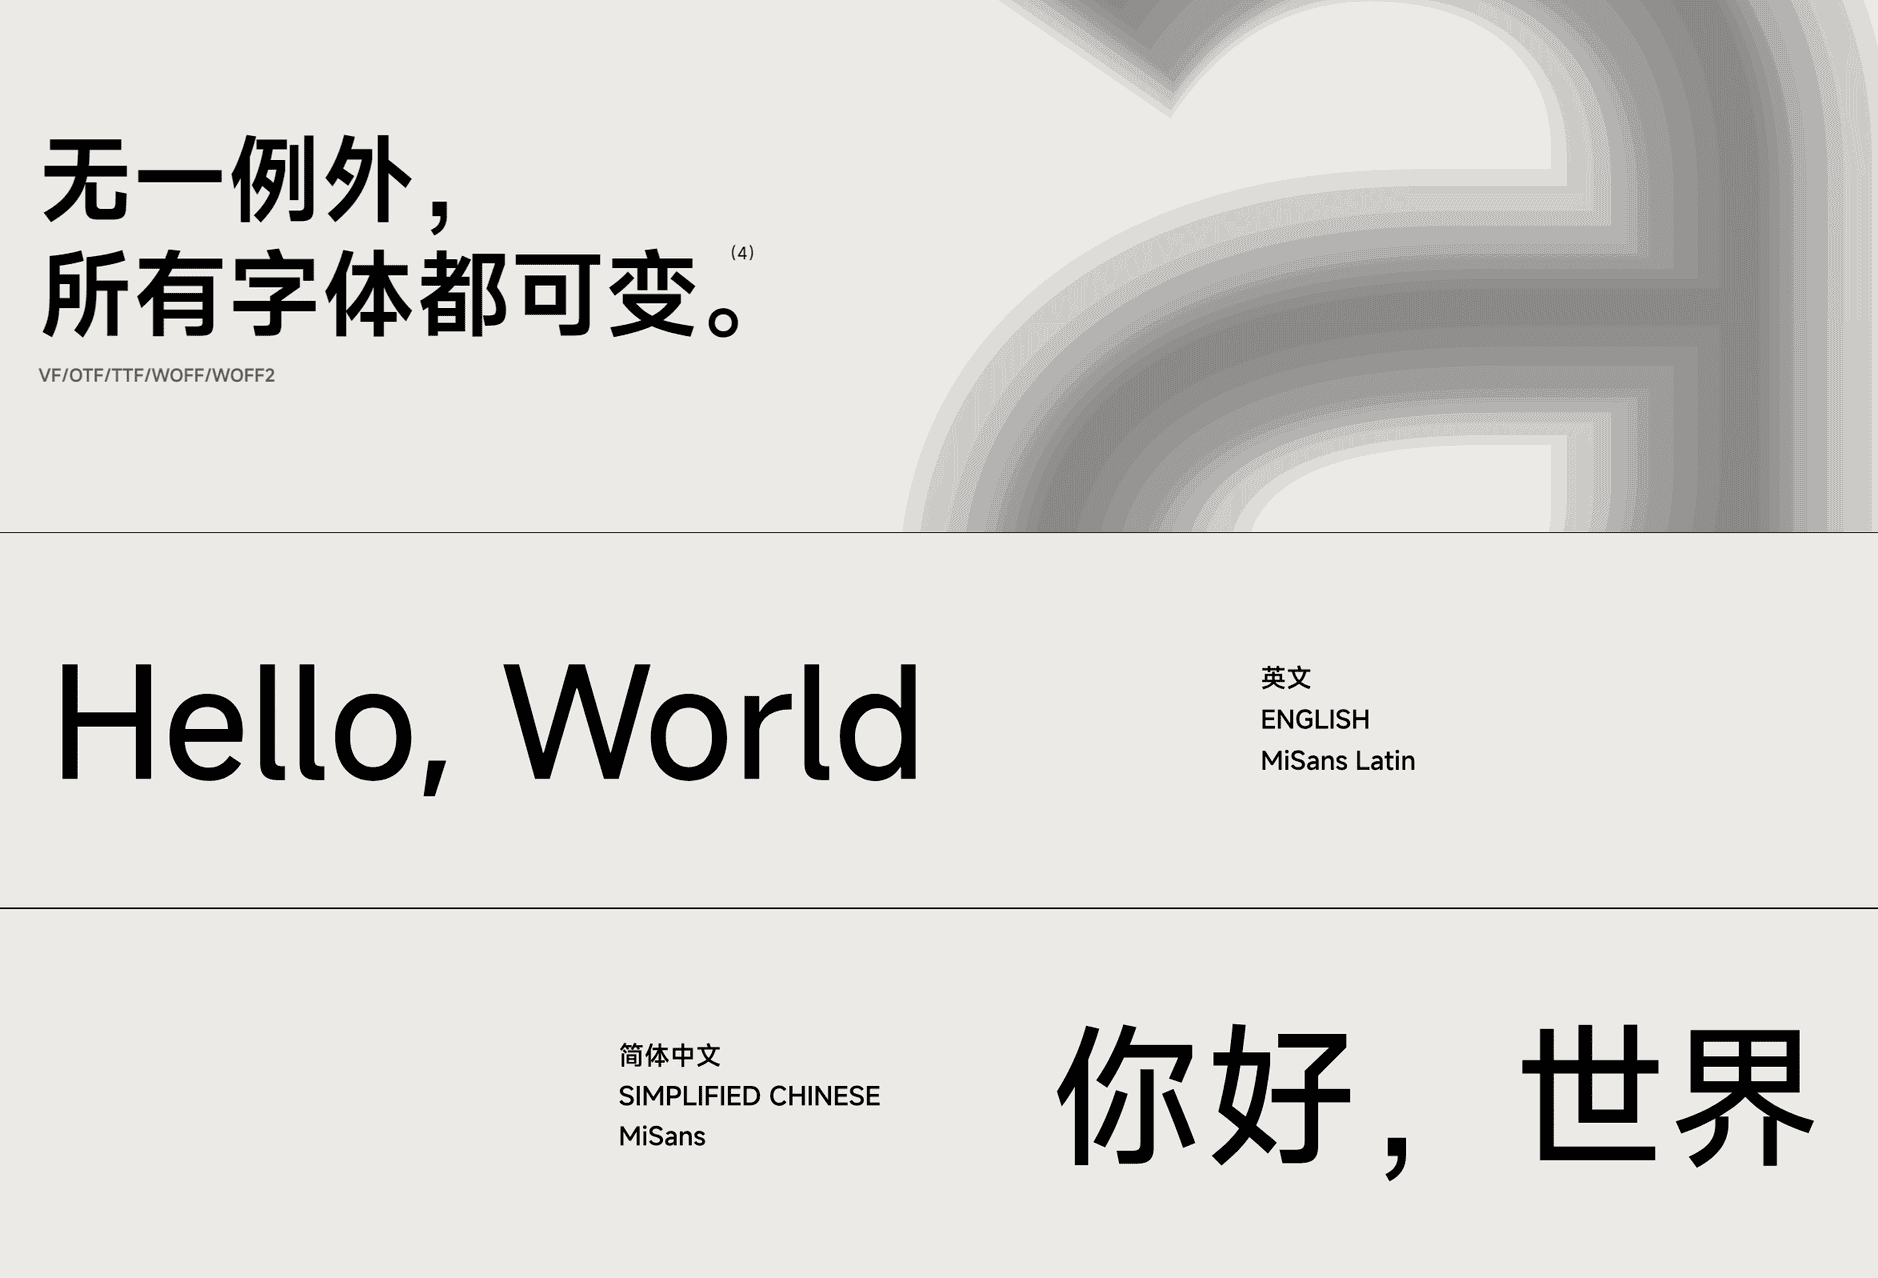 无一例外，
所有字体都可变。(4)
VF/OTF/TTF/WOFF/WOFF2
Hello, World
英文
ENGLISH
MiSans Latin
简体中文
SIMPLIFIED CHINESE
MiSans
你好，世界